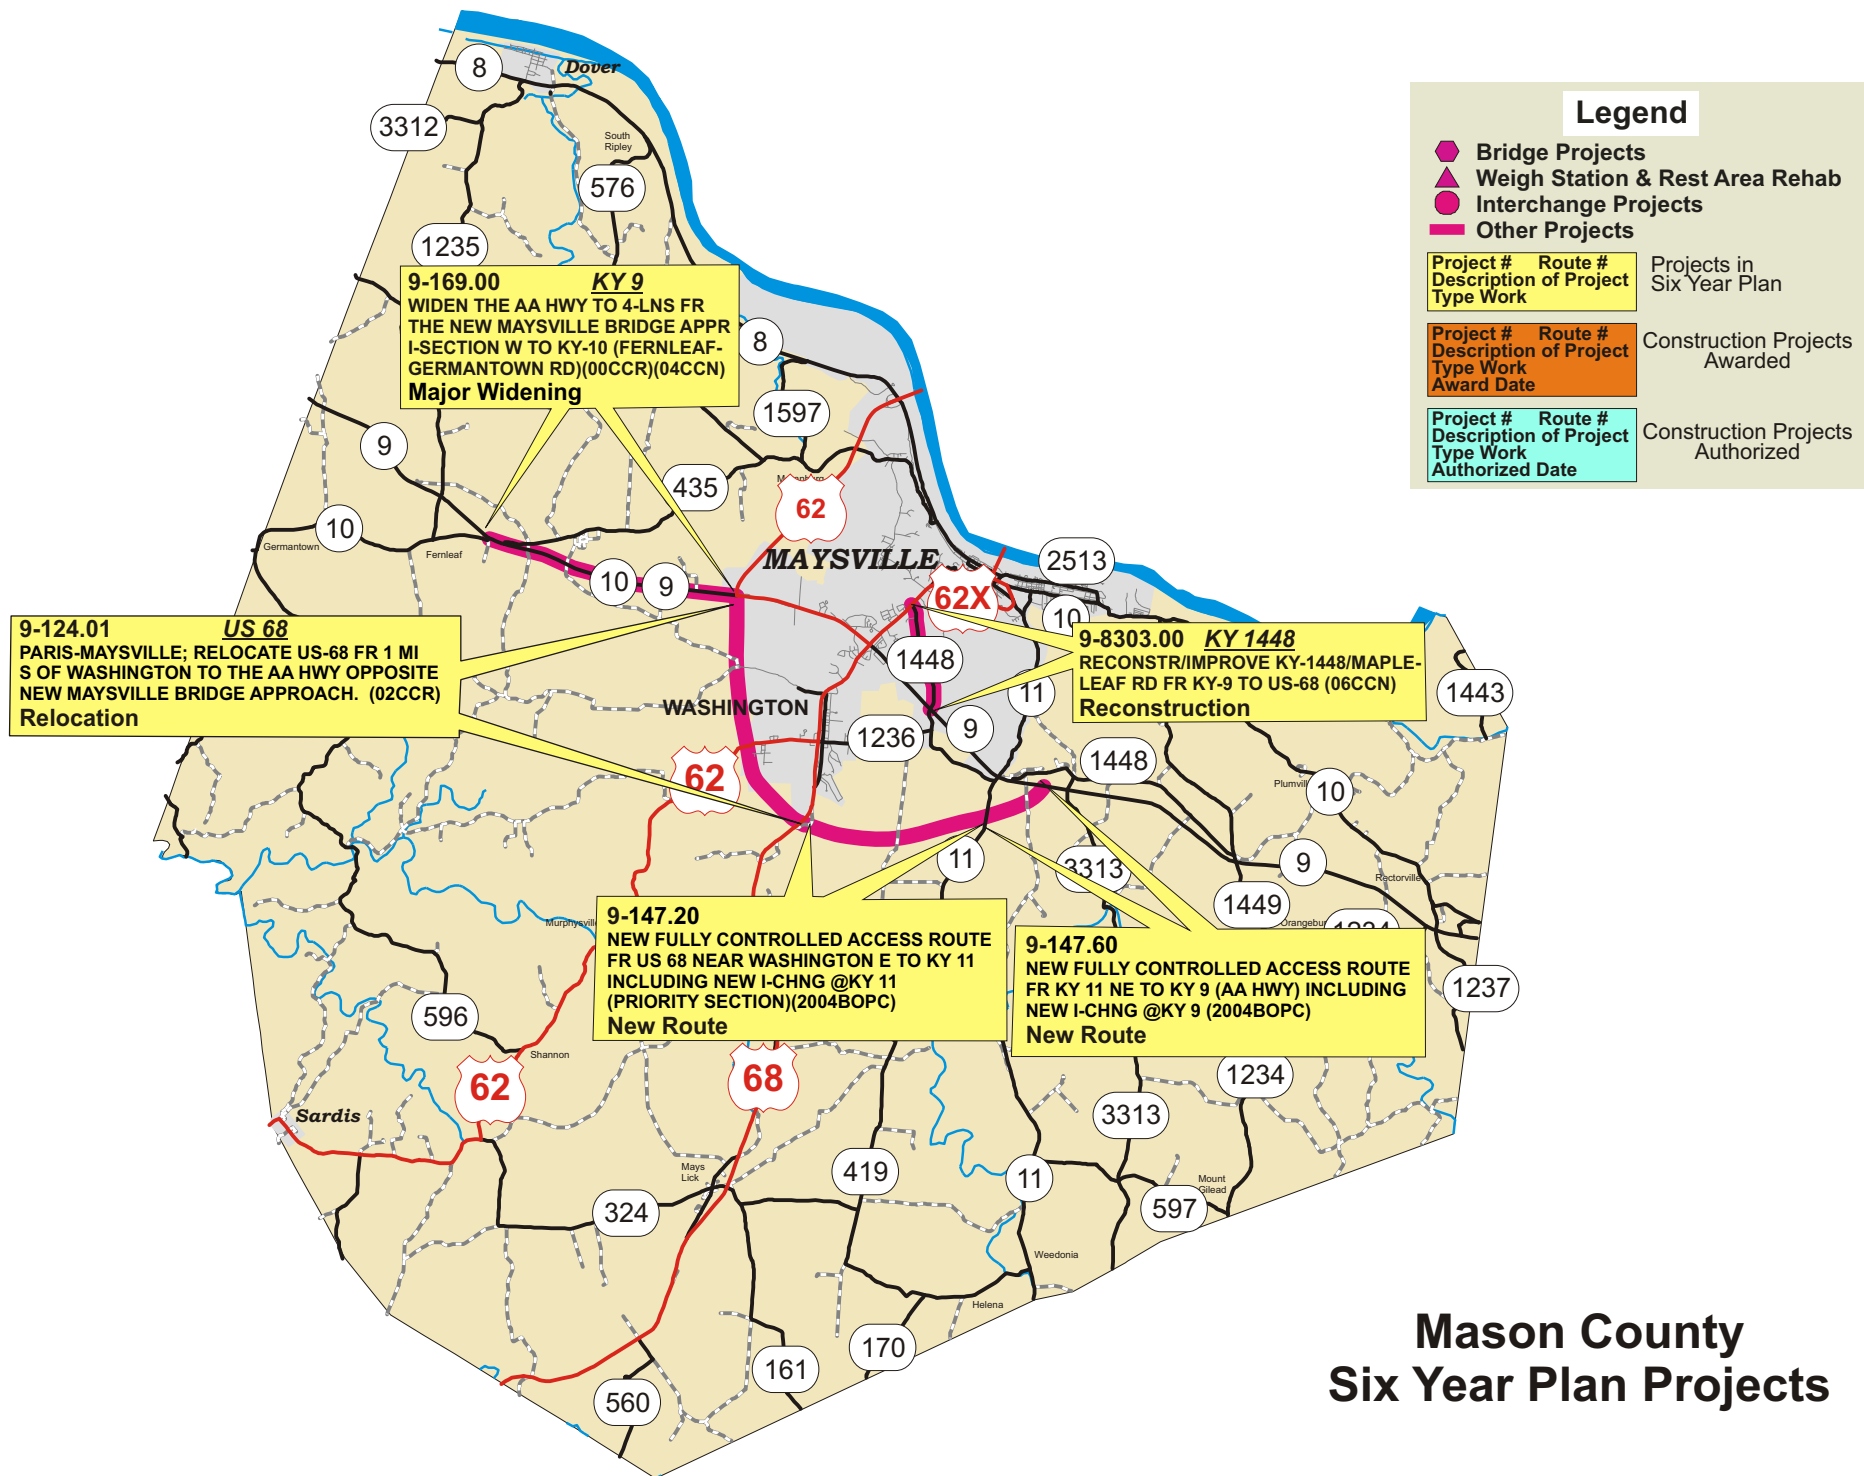 8
Dover
3312
South
Ripley
576
1235
9-169.00 KY 9
WIDEN THE AA HWY TO 4-LNS FR
THE NEW MAYSVILLE BRIDGE APPR
I-SECTION W TO KY-10 (FERNLEAF-
GERMANTOWN RD)(00CCR)(04CCN)
Major Widening
8
1597
9
435
62
10
Germantown
Fernleaf
MAYSVILLE
2513
10
9
62X
10
9-124.01 US 68
PARIS-MAYSVILLE; RELOCATE US-68 FR 1 MI
S OF WASHINGTON TO THE AA HWY OPPOSITE
NEW MAYSVILLE BRIDGE APPROACH. (02CCR)
Relocation
9-8303.00 KY 1448
RECONSTR/IMPROVE KY-1448/MAPLE-
LEAF RD FR KY-9 TO US-68 (06CCN)
Reconstruction
1448
11
1443
WASHINGTON
1236
9
1448
62
10
11
3313
9
Rectorville
1449
9-147.20
NEW FULLY CONTROLLED ACCESS ROUTE
FR US 68 NEAR WASHINGTON E TO KY 11
INCLUDING NEW I-CHNG @KY 11
(PRIORITY SECTION)(2004BOPC)
New Route
9-147.60
NEW FULLY CONTROLLED ACCESS ROUTE
FR KY 11 NE TO KY 9 (AA HWY) INCLUDING
NEW I-CHNG @KY 9 (2004BOPC)
New Route
1237
596
Shannon
62
68
1234
3313
Sardis
Mays
Lick
419
11
Mount
Gilead
597
324
Weedonia
Helena
170
161
560
Legend
Bridge Projects
Weigh Station & Rest Area Rehab
Interchange Projects
Other Projects
Project # Route #
Description of Project
Type Work
Projects in
Six Year Plan
Project # Route #
Description of Project
Type Work
Award Date
Construction Projects
Awarded
Project # Route #
Description of Project
Type Work
Authorized Date
Construction Projects
Authorized
Mason County
Six Year Plan Projects